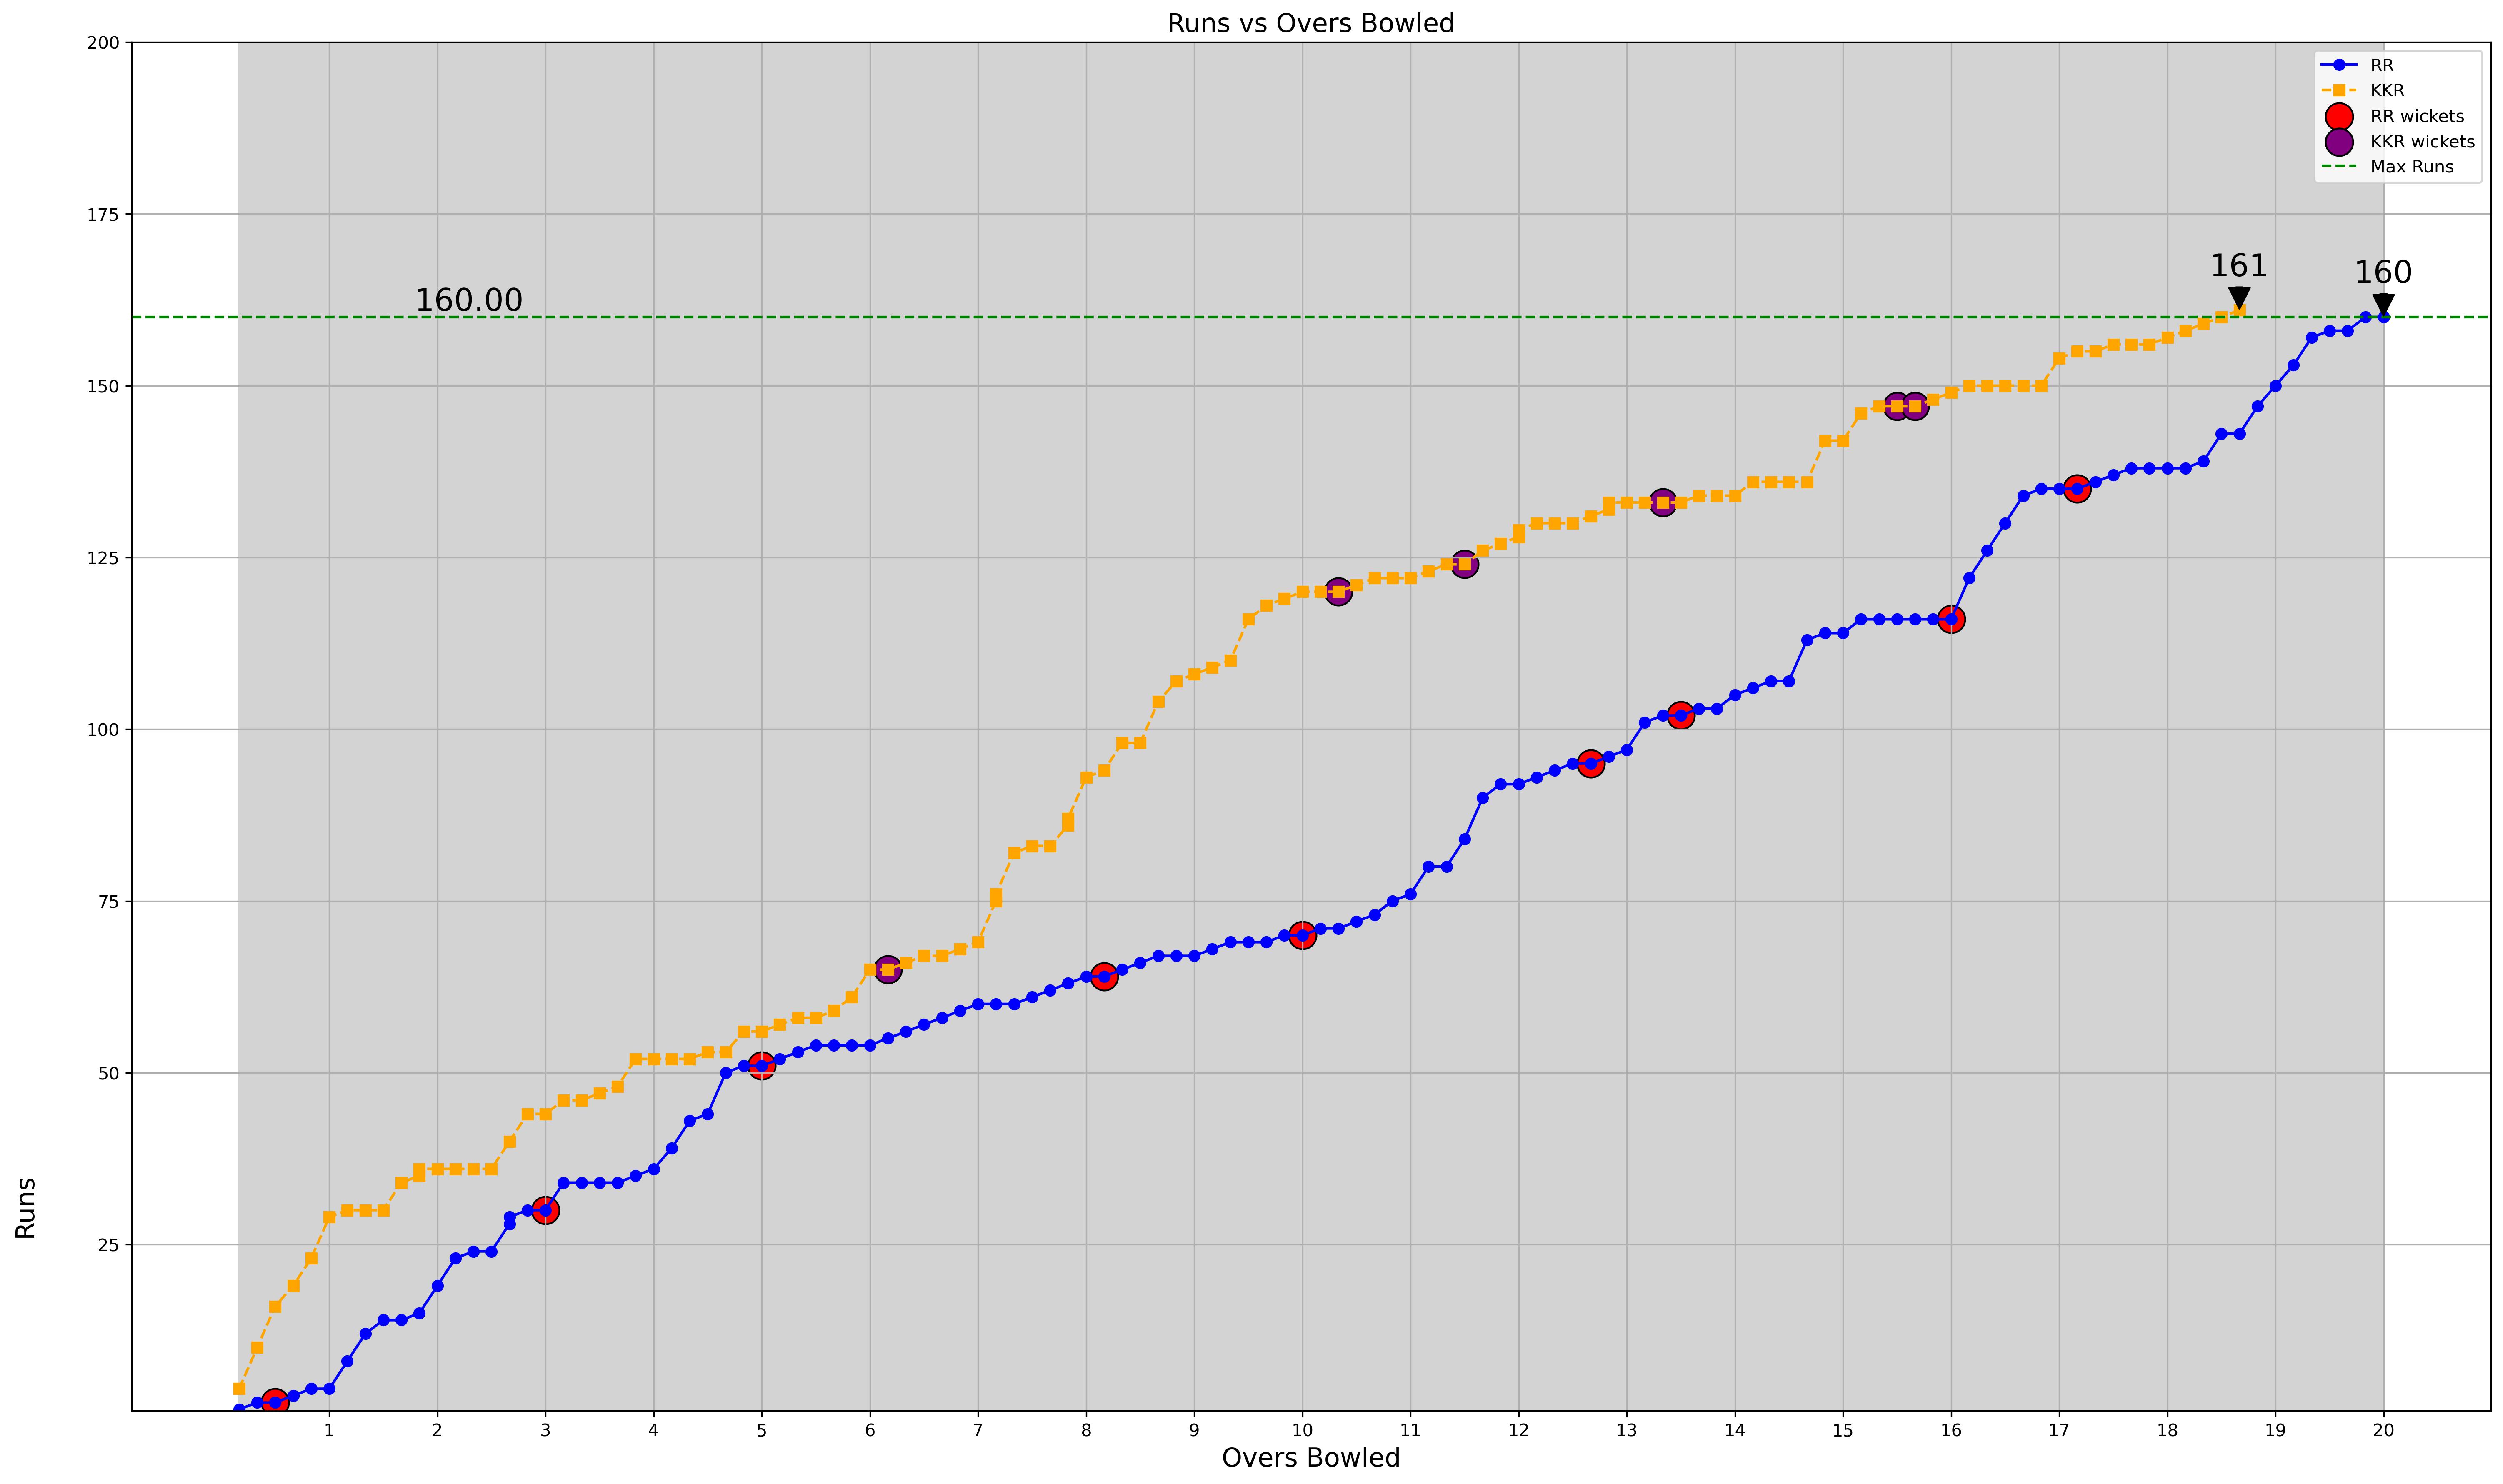 Runs vs Overs Bowled
200
175
150
125
100
75
50
25
Runs
160.00
161
160
RR
KKR
RR wickets
KKR wickets
Max Runs
1 2 3 4 5 6 7 8 9 10 11 12 13 14 15 16 17 18 19 20
Overs Bowled